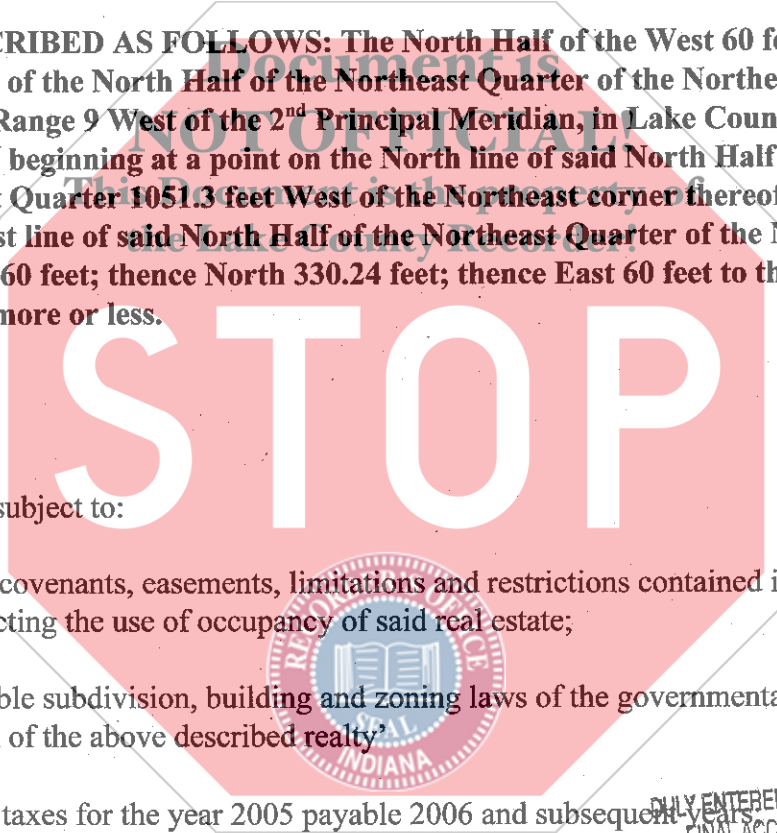 CRIBED AS FOLLOWS: The North Half of the West 60 fe
of the North Half of the Northeast Quarter of the Northe
Range 9 West of the 2nd Principal Meridian, in Lake Coun
beginning at a point on the North line of said North Half
Quarter 1051.3 feet West of the Northeast corner thereof
st line of said North Half of the Northeast Quarter of the N
60 feet; thence North 330.24 feet; thence East 60 feet to th
more or less.
Document is
NOT OFFICIAL!
This Document is the property of
the Lake County Recorder!
STOP
subject to:
covenants, easements, limitations and restrictions contained i
cting the use of occupancy of said real estate;
ble subdivision, building and zoning laws of the governmenta
of the above described realty’
taxes for the year 2005 payable 2006 and subsequent years.
RECORDER'S OFFICE
SEAL
INDIANA
DULY ENTERED
FINAL ACC